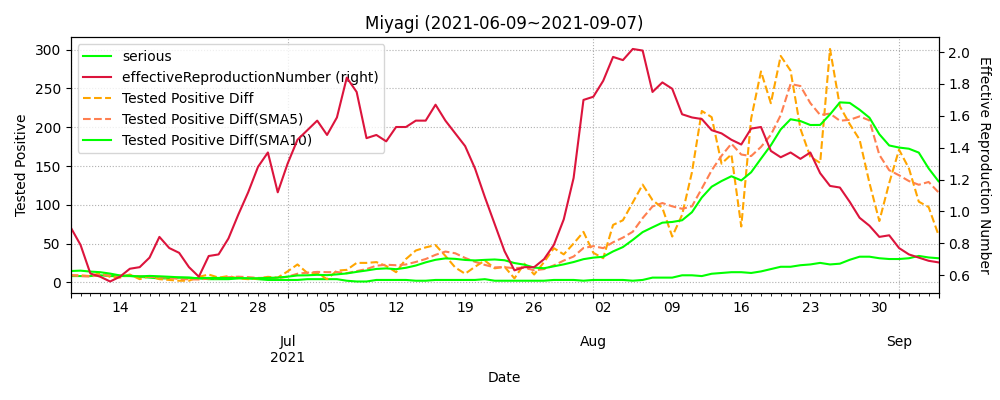 Miyagi (2021-06-09~2021-09-07)
serious
effectiveReproductionNumber (right)
Tested Positive Diff
Tested Positive Diff(SMA5)
Tested Positive Diff(SMA10)
Tested Positive
300
250
200
150
100
50
0
Effective Reproduction Number
2.0
1.8
1.6
1.4
1.2
1.0
0.8
0.6
14 21 28 05 12 19 26 02 09 16 23 30
Jul Aug Sep
2021
Date